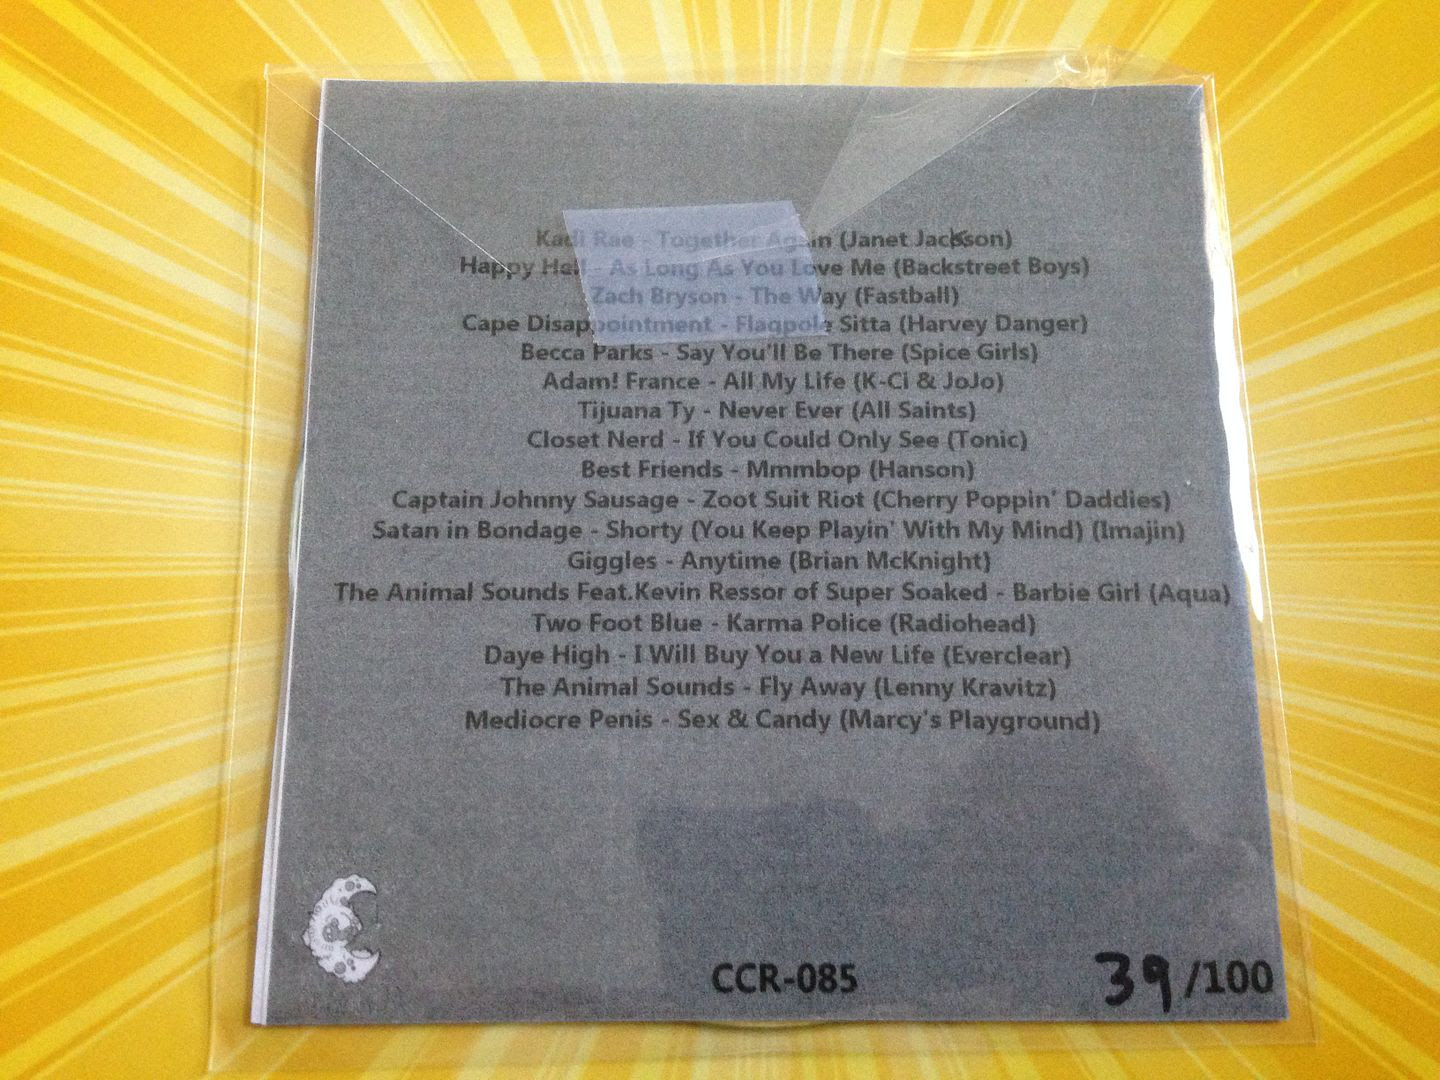 Kadi Rae - Together Again (Janet Jackson)
Happy Hell - As Long As You Love Me (Backstreet Boys)
Zach Bryson - The Way (Fastball)
Cape Disappointment - Flagpole Sitta (Harvey Danger)
Becca Parks - Say You'll Be There (Spice Girls)
Adam! France - All My Life (K-Ci & JoJo)
Tijuana Ty - Never Ever (All Saints)
Closet Nerd - If You Could Only See (Tonic)
Best Friends - Mmmbop (Hanson)
Captain Johnny Sausage - Zoot Suit Riot (Cherry Poppin' Daddies)
Satan in Bondage - Shorty (You Keep Playin' With My Mind) (Imajin)
Giggles - Anytime (Brian McKnight)
The Animal Sounds Feat.Kevin Ressor of Super Soaked - Barbie Girl (Aqua)
Two Foot Blue - Karma Police (Radiohead)
Daye High - I Will Buy You a New Life (Everclear)
The Animal Sounds - Fly Away (Lenny Kravitz)
Mediocre Penis - Sex & Candy (Marcy's Playground)
CCR-085
39/100